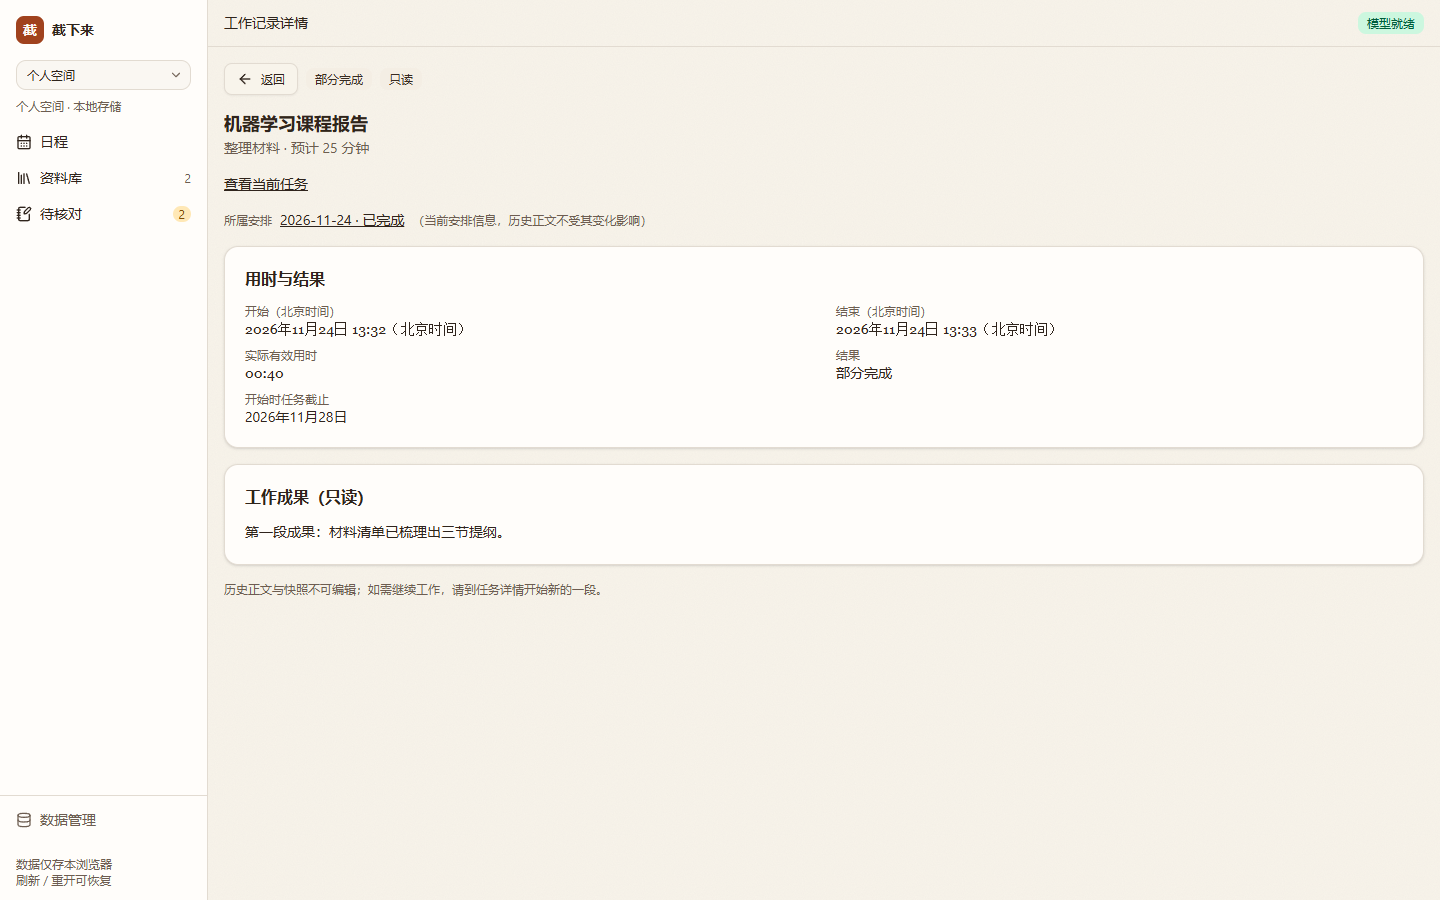 截 截下来
个人空间
个人空间 · 本地存储
日程
资料库 2
待核对 2
数据管理
数据仅存本浏览器
刷新 / 重开可恢复
工作记录详情
模型就绪
返回 部分完成 只读
机器学习课程报告
整理材料 · 预计 25 分钟
查看当前任务
所属安排 2026-11-24 · 已完成 （当前安排信息，历史正文不受其变化影响）
用时与结果
开始（北京时间）
2026年11月24日 13:32（北京时间）
结束（北京时间）
2026年11月24日 13:33（北京时间）
实际有效用时
00:40
结果
部分完成
开始时任务截止
2026年11月28日
工作成果（只读）
第一段成果：材料清单已梳理出三节提纲。
历史正文与快照不可编辑；如需继续工作，请到任务详情开始新的一段。